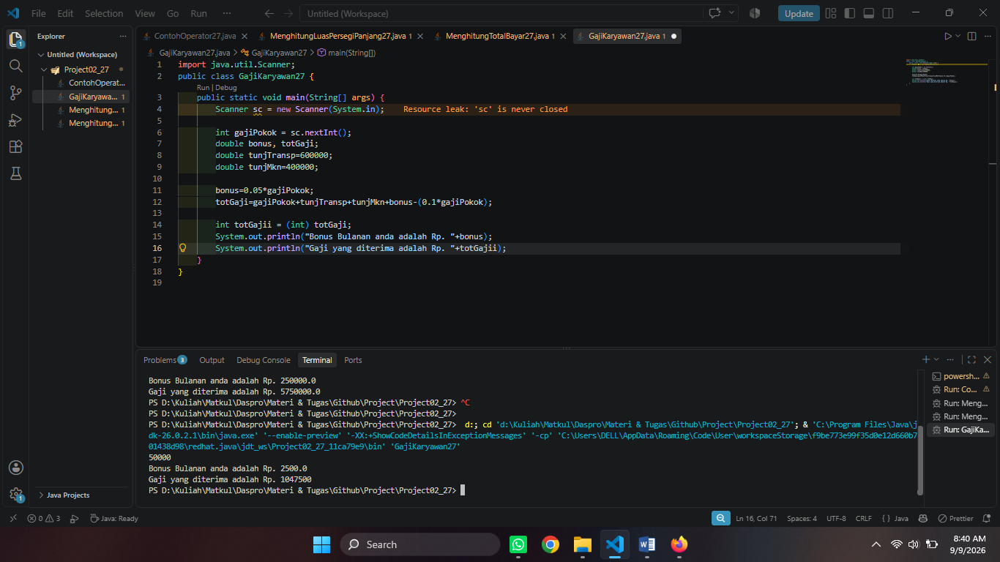 File Edit Selection View Go Run ··· Untitled (Workspace) Update
Explorer ···
Untitled (Workspace)
Project02_27
ContohOperat...
GajiKaryawa... 1
Menghitung... 1
Menghitung... 1
Java Projects
ContohOperator27.java
MenghitungLuasPersegiPanjang27.java 1
MenghitungTotalBayar27.java 1
GajiKaryawan27.java 1
GajiKaryawan27.java > GajiKaryawan27 > main(String[])
1 import java.util.Scanner;
2 public class GajiKaryawan27 {
Run | Debug
3 public static void main(String[] args) {
4 Scanner sc = new Scanner(System.in); Resource leak: 'sc' is never closed
5
6 int gajiPokok = sc.nextInt();
7 double bonus, totGaji;
8 double tunjTransp=600000;
9 double tunjMkn=400000;
10
11 bonus=0.05*gajiPokok;
12 totGaji=gajiPokok+tunjTransp+tunjMkn+bonus-(0.1*gajiPokok);
13
14 int totGajii = (int) totGaji;
15 System.out.println("Bonus Bulanan anda adalah Rp. "+bonus);
16 System.out.println("Gaji yang diterima adalah Rp. "+totGajii);
17 }
18 }
19
Problems 3 Output Debug Console Terminal Ports
Bonus Bulanan anda adalah Rp. 250000.0
Gaji yang diterima adalah Rp. 5750000.0
PS D:\Kuliah\Matkul\Daspro\Materi & Tugas\Github\Project\Project02_27> ^C
PS D:\Kuliah\Matkul\Daspro\Materi & Tugas\Github\Project\Project02_27>
PS D:\Kuliah\Matkul\Daspro\Materi & Tugas\Github\Project\Project02_27> d:; cd 'd:\Kuliah\Matkul\Daspro\Materi & Tugas\Github\Project\Project02_27'; & 'C:\Program Files\Java\j
dk-26.0.2.1\bin\java.exe' '--enable-preview' '-XX:+ShowCodeDetailsInExceptionMessages' '-cp' 'C:\Users\DELL\AppData\Roaming\Code\User\workspaceStorage\f9be773e99f35d0e12d660b7
01438d98\redhat.java\jdt_ws\Project02_27_11ca79e9\bin' 'GajiKaryawan27'
50000
Bonus Bulanan anda adalah Rp. 2500.0
Gaji yang diterima adalah Rp. 1047500
PS D:\Kuliah\Matkul\Daspro\Materi & Tugas\Github\Project\Project02_27>
powersh...
Run: Co...
Run: Meng...
Run: Meng...
Run: GajiKa...
0 3 Java: Ready Ln 16, Col 71 Spaces: 4 UTF-8 CRLF { } Java Prettier
Search
8:40 AM
9/9/2026